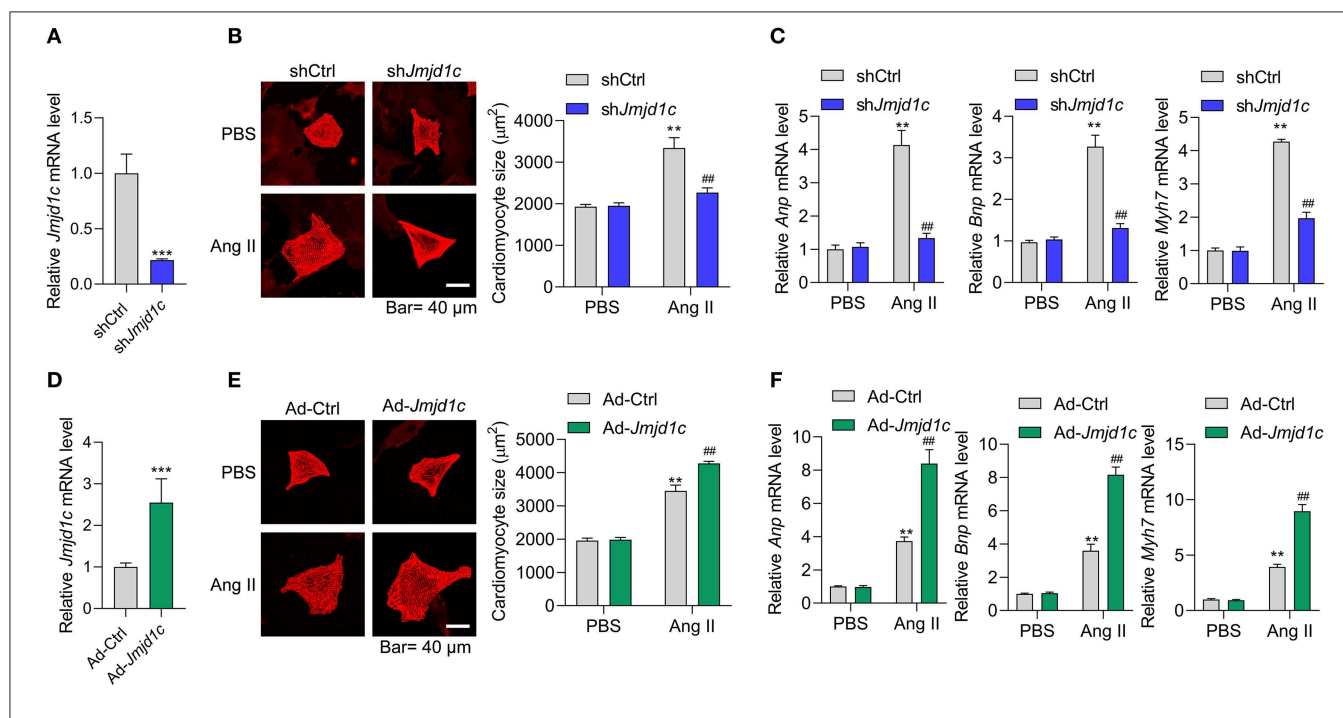 A
Relative Jmjd1c mRNA level
1.5
1.0
0.5
0.0
***
shCtrl
shJmjd1c
B
shCtrl
shJmjd1c
PBS
Ang II
Bar= 40 µm
shCtrl
shJmjd1c
Cardiomyocyte size (µm²)
4000
3000
2000
1000
0
**
##
PBS
Ang II
C
shCtrl
shJmjd1c
Relative Anp mRNA level
5
4
3
2
1
0
**
##
PBS
Ang II
shCtrl
shJmjd1c
Relative Bnp mRNA level
4
3
2
1
0
**
##
PBS
Ang II
shCtrl
shJmjd1c
Relative Myh7 mRNA level
5
4
3
2
1
0
**
##
PBS
Ang II
D
Relative Jmjd1c mRNA level
4
3
2
1
0
***
Ad-Ctrl
Ad-Jmjd1c
E
Ad-Ctrl
Ad-Jmjd1c
PBS
Ang II
Bar= 40 µm
Ad-Ctrl
Ad-Jmjd1c
Cardiomyocyte size (µm²)
5000
4000
3000
2000
1000
0
**
##
PBS
Ang II
F
Ad-Ctrl
Ad-Jmjd1c
Relative Anp mRNA level
10
8
6
4
2
0
**
##
PBS
Ang II
Ad-Ctrl
Ad-Jmjd1c
Relative Bnp mRNA level
10
8
6
4
2
0
**
##
PBS
Ang II
Ad-Ctrl
Ad-Jmjd1c
Relative Myh7 mRNA level
15
10
5
0
**
##
PBS
Ang II